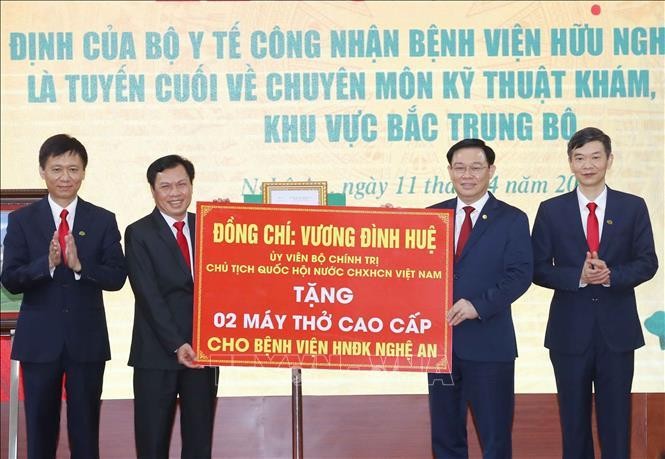 ĐỊNH CỦA BỘ Y TẾ CÔNG NHẬN BỆNH VIỆN HỮU NGH
LÀ TUYẾN CUỐI VỀ CHUYÊN MÔN KỸ THUẬT KHÁM,
KHU VỰC BẮC TRUNG BỘ
ngày 11 4 năm
ĐỒNG CHÍ: VƯƠNG ĐÌNH HUỆ
ỦY VIÊN BỘ CHÍNH TRỊ
CHỦ TỊCH QUỐC HỘI NƯỚC CHXHCN VIỆT NAM
TẶNG
02 MÁY THỞ CAO CẤP
CHO BỆNH VIỆN HNĐK NGHỆ AN